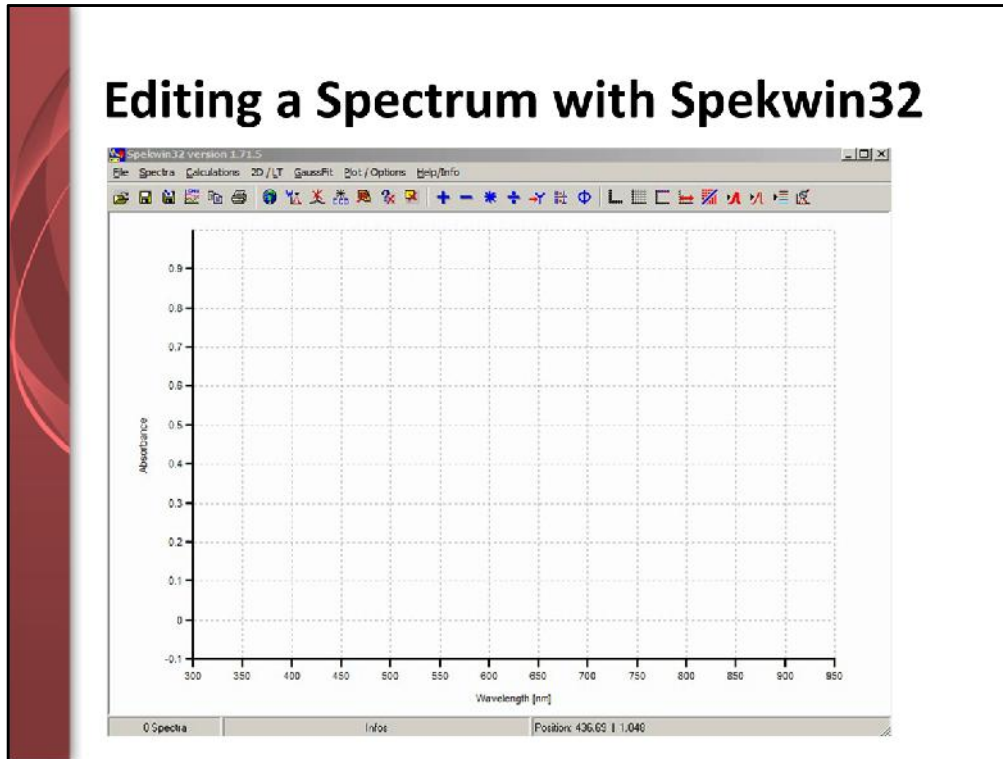 Editing a Spectrum with Spekwin32
Spekwin32 version 1.71.5
File Spectra Calculations 2D / LT GaussFit Plot / Options Help/Info
0.9
0.8
0.7
0.6
0.5
0.4
0.3
0.2
0.1
0
-0.1
Absorbance
300 350 400 450 500 550 600 650 700 750 800 850 900 950
Wavelength [nm]
0 Spectra Infos Position: 436.69 | 1.048